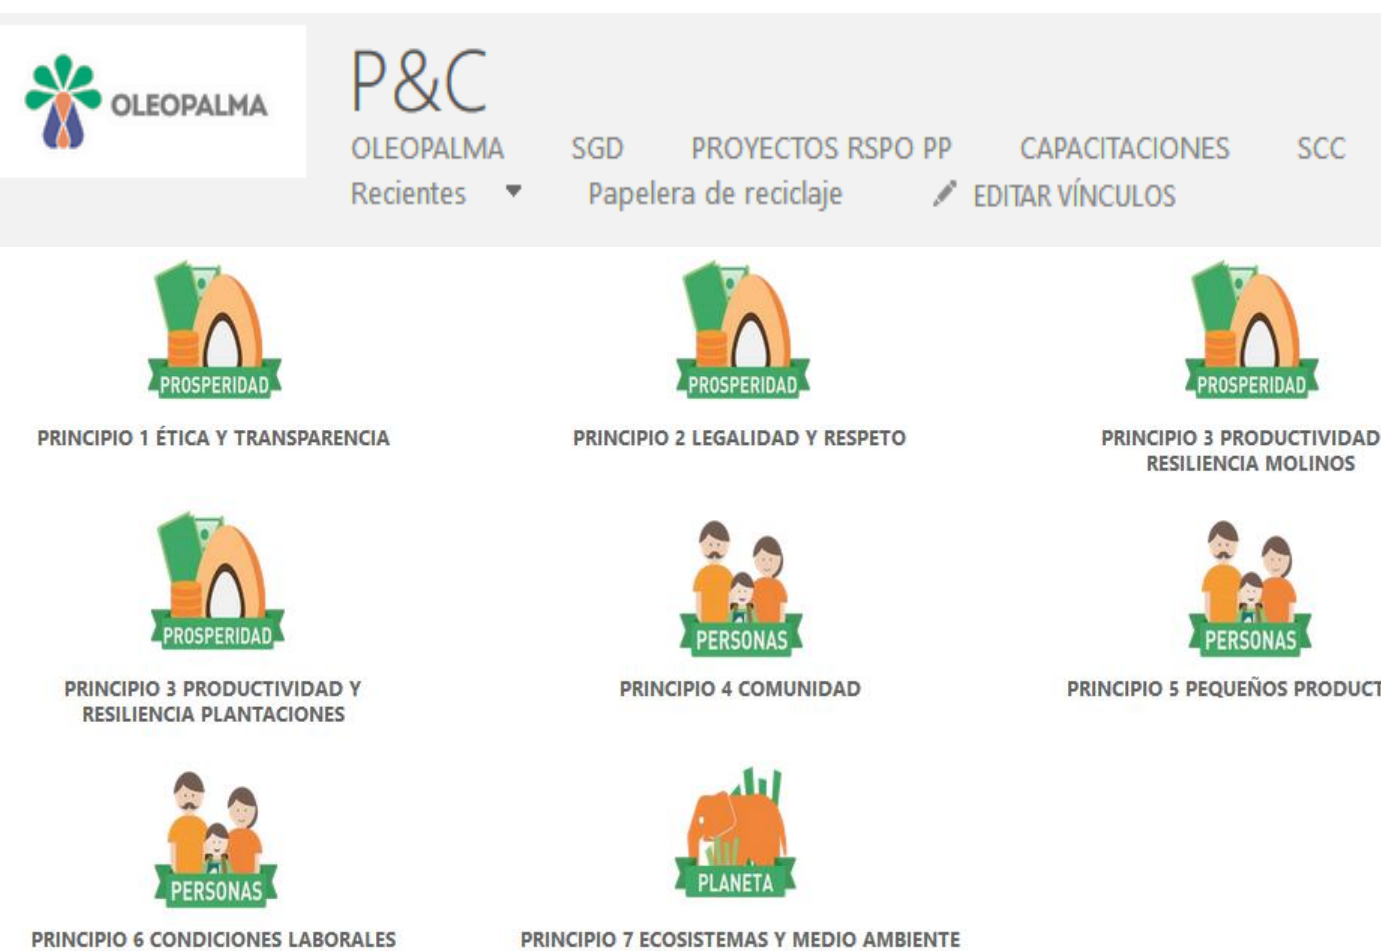 OLEOPALMA
P&C
OLEOPALMA SGD PROYECTOS RSPO PP CAPACITACIONES SCC
Recientes Papelera de reciclaje EDITAR VÍNCULOS
PROSPERIDAD PROSPERIDAD PROSPERIDAD
PRINCIPIO 1 ÉTICA Y TRANSPARENCIA PRINCIPIO 2 LEGALIDAD Y RESPETO PRINCIPIO 3 PRODUCTIVIDAD
RESILIENCIA MOLINOS
PROSPERIDAD PERSONAS PERSONAS
PRINCIPIO 3 PRODUCTIVIDAD Y PRINCIPIO 4 COMUNIDAD PRINCIPIO 5 PEQUEÑOS PRODUCT
RESILIENCIA PLANTACIONES
PERSONAS PLANETA
PRINCIPIO 6 CONDICIONES LABORALES PRINCIPIO 7 ECOSISTEMAS Y MEDIO AMBIENTE